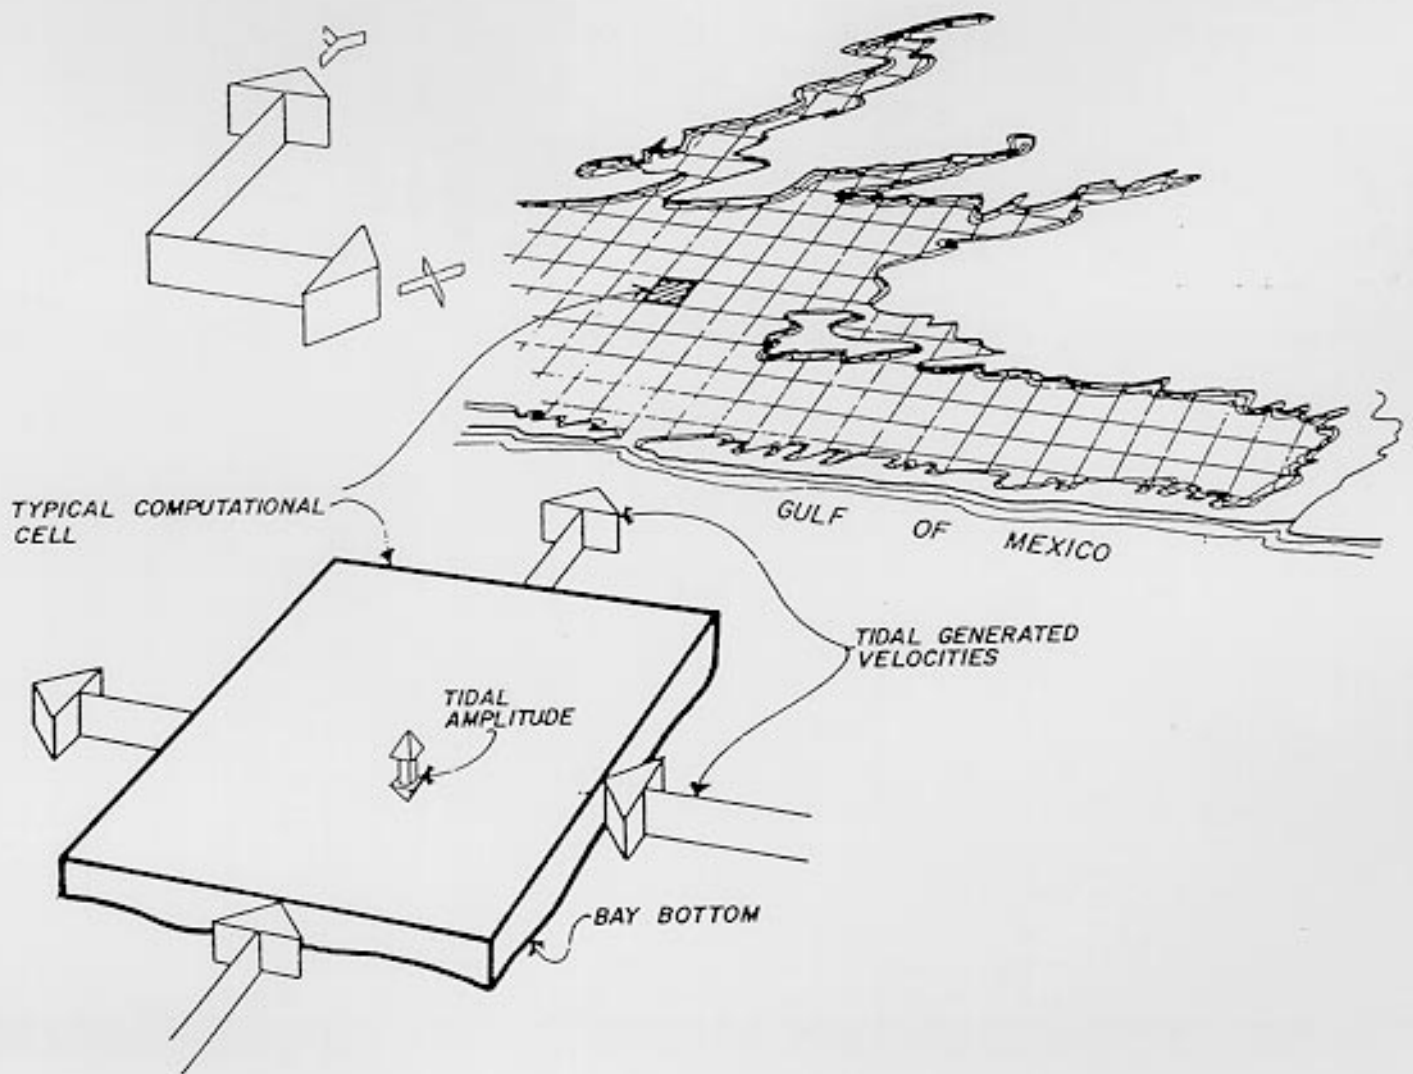 Y
X
TYPICAL COMPUTATIONAL
CELL
GULF OF MEXICO
TIDAL GENERATED
VELOCITIES
TIDAL
AMPLITUDE
BAY BOTTOM